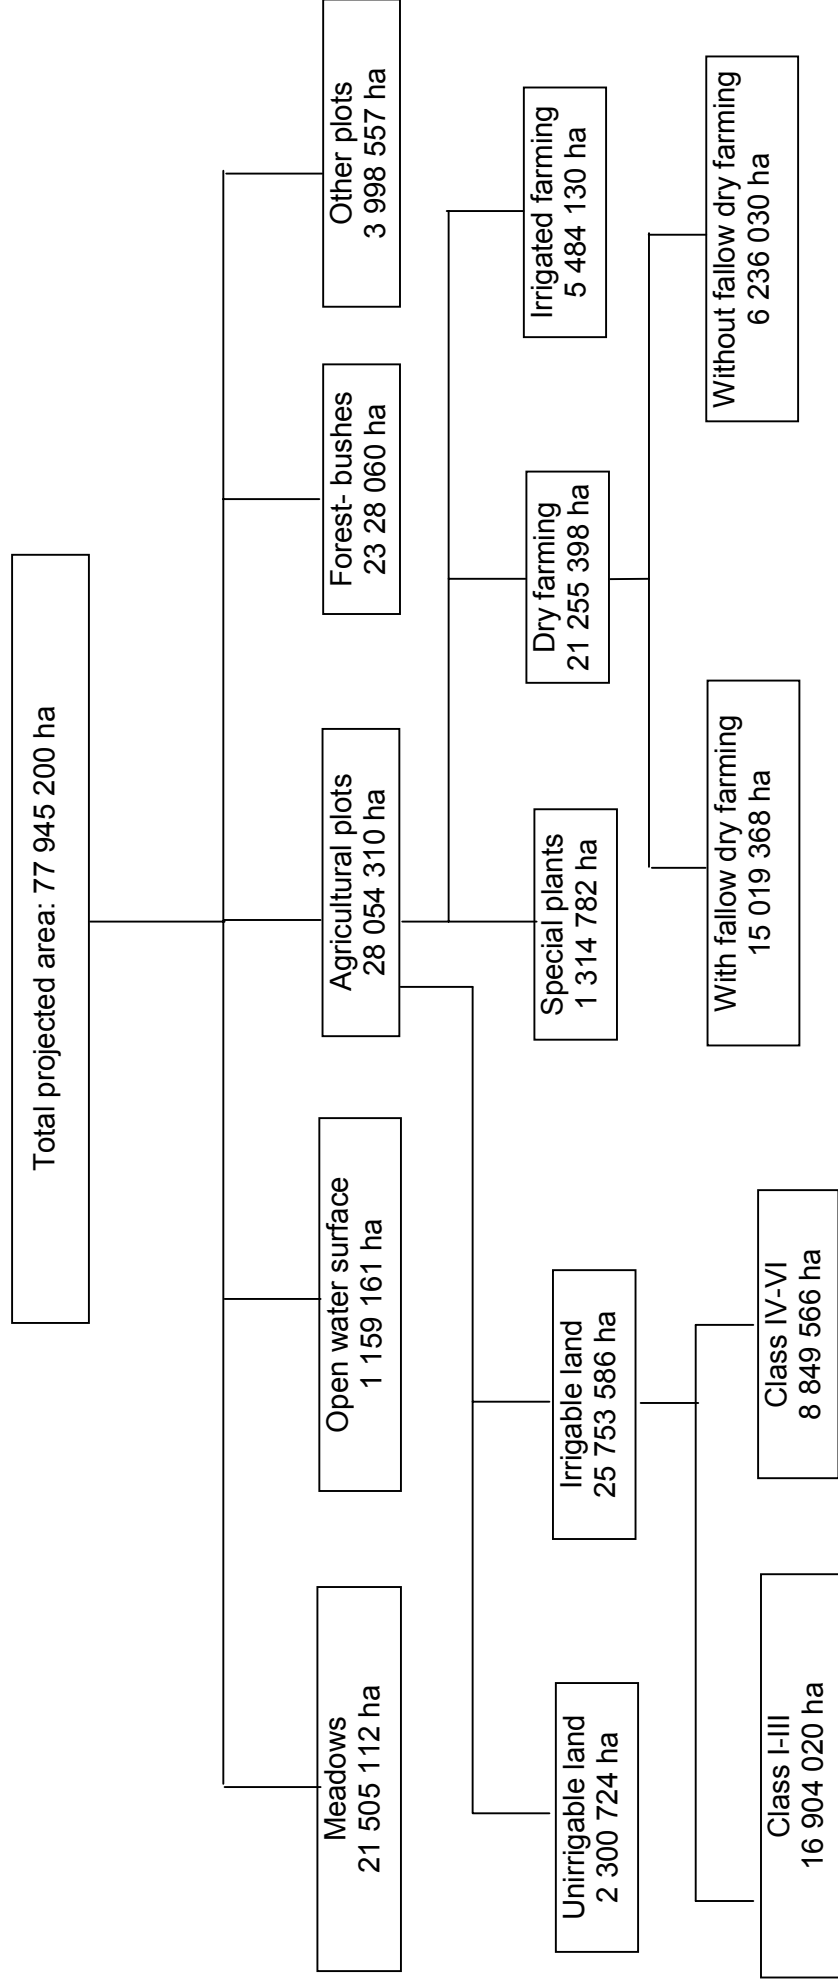 Total projected area: 77 945 200 ha
Meadows
21 505 112 ha
Open water surface
1 159 161 ha
Agricultural plots
28 054 310 ha
Forest- bushes
23 28 060 ha
Other plots
3 998 557 ha
Unirrigable land
2 300 724 ha
Irrigable land
25 753 586 ha
Special plants
1 314 782 ha
Dry farming
21 255 398 ha
Irrigated farming
5 484 130 ha
Class I-III
16 904 020 ha
Class IV-VI
8 849 566 ha
With fallow dry farming
15 019 368 ha
Without fallow dry farming
6 236 030 ha